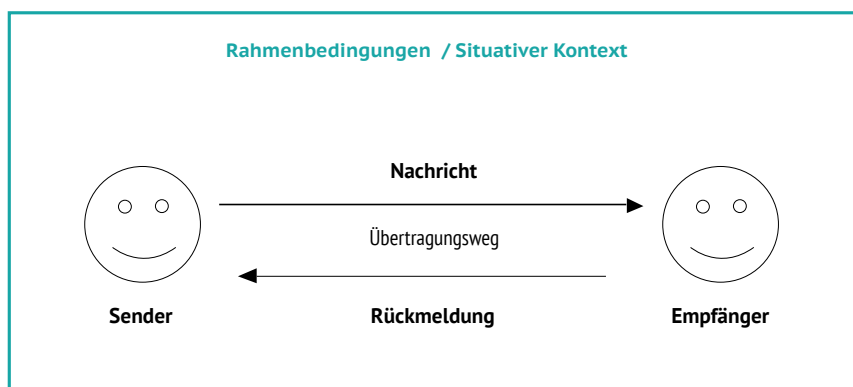 Rahmenbedingungen / Situativer Kontext
Nachricht
Übertragungsweg
Sender
Rückmeldung
Empfänger